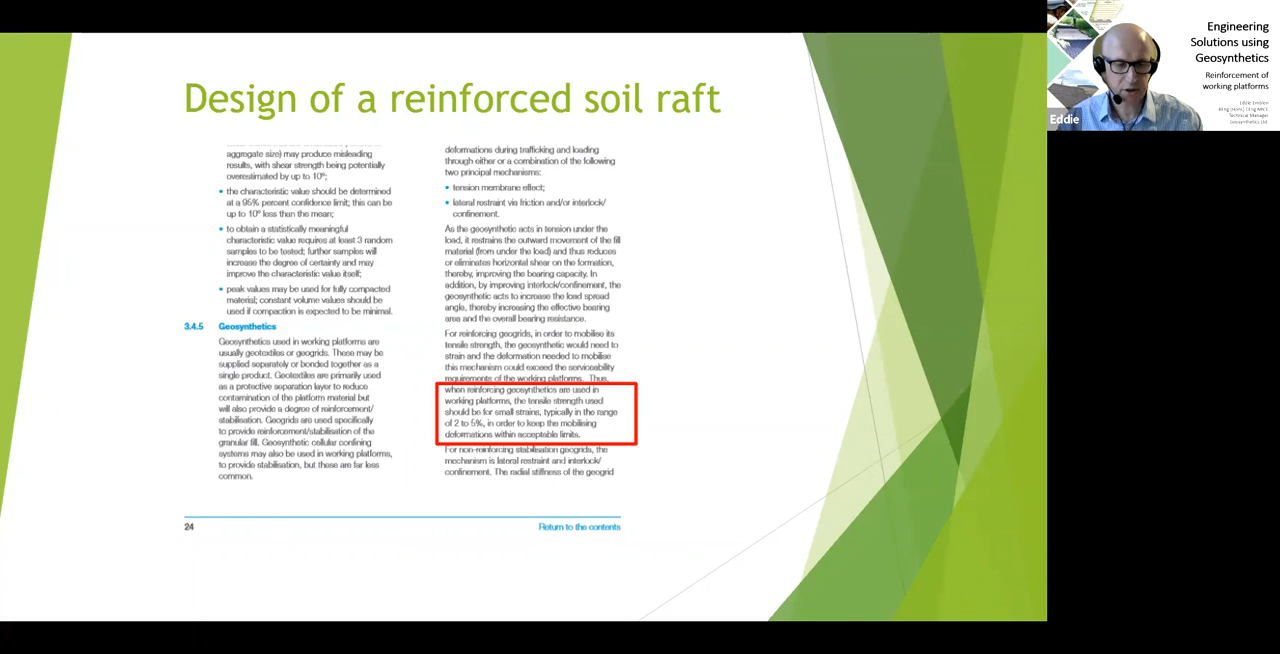 Design of a reinforced soil raft
aggregate size) may produce misleading
results, with shear strength being potentially
overestimated by up to 10º;
• the characteristic value should be determined
at a 95% percent confidence limit; this can be
up to 10º less than the mean;
• to obtain a statistically meaningful
characteristic value requires at least 3 random
samples to be tested; further samples will
increase the degree of certainty and may
improve the characteristic value itself;
• peak values may be used for fully compacted
material; constant volume values should be
used if compaction is expected to be minimal.
3.4.5 Geosynthetics
Geosynthetics used in working platforms are
usually geotextiles or geogrids. These may be
supplied separately or bonded together as a
single product. Geotextiles are primarily used
as a protective separation layer to reduce
contamination of the platform material but
will also provide a degree of reinforcement/
stabilisation. Geogrids are used specifically
to provide reinforcement/stabilisation of the
granular fill. Geosynthetic cellular confining
systems may also be used in working platforms,
to provide stabilisation, but these are far less
common.
deformations during trafficking and loading
through either or a combination of the following
two principal mechanisms:
• tension membrane effect;
• lateral restraint via friction and/or interlock/
confinement.
As the geosynthetic acts in tension under the
load, it restrains the outward movement of the fill
material (from under the load) and thus reduces
or eliminates horizontal shear on the formation,
thereby, improving the bearing capacity. In
addition, by improving interlock/confinement, the
geosynthetic acts to increase the load spread
angle, thereby increasing the effective bearing
area and the overall bearing resistance.
For reinforcing geogrids, in order to mobilise its
tensile strength, the geosynthetic would need to
strain and the deformation needed to mobilise
this mechanism could exceed the serviceability
requirements of the working platforms. Thus,
when reinforcing geosynthetics are used in
working platforms, the tensile strength used
should be for small strains, typically in the range
of 2 to 5%, in order to keep the mobilising
deformations within acceptable limits.
For non-reinforcing stabilisation geogrids, the
mechanism is lateral restraint and interlock/
confinement. The radial stiffness of the geogrid
24
Return to the contents
Engineering
Solutions using
Geosynthetics
Reinforcement of
working platforms
Technical Manager
Geosynthetics Ltd
Eddie